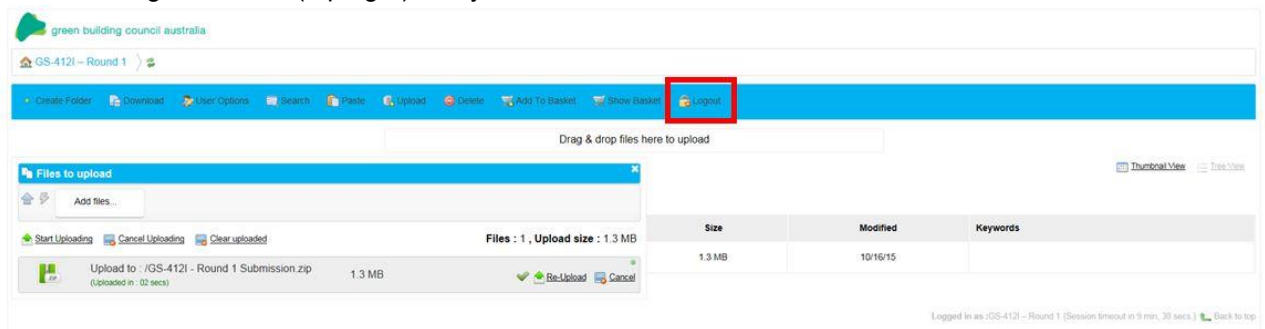 green building council australia
GS-412I – Round 1
Create Folder Download User Options Search Paste Upload Delete Add To Basket Show Basket Logout
Drag & drop files here to upload
Files to upload
Thumbnail View Tree View
Add files...
Start Uploading Cancel Uploading Clear uploaded Files : 1 , Upload size : 1.3 MB
Size Modified Keywords
Upload to : /GS-412I - Round 1 Submission.zip 1.3 MB Re-Upload Cancel
(Uploaded in : 02 secs)
1.3 MB 10/16/15
Logged in as :GS-412I – Round 1 (Session timeout in 9 min, 38 secs.) Back to top